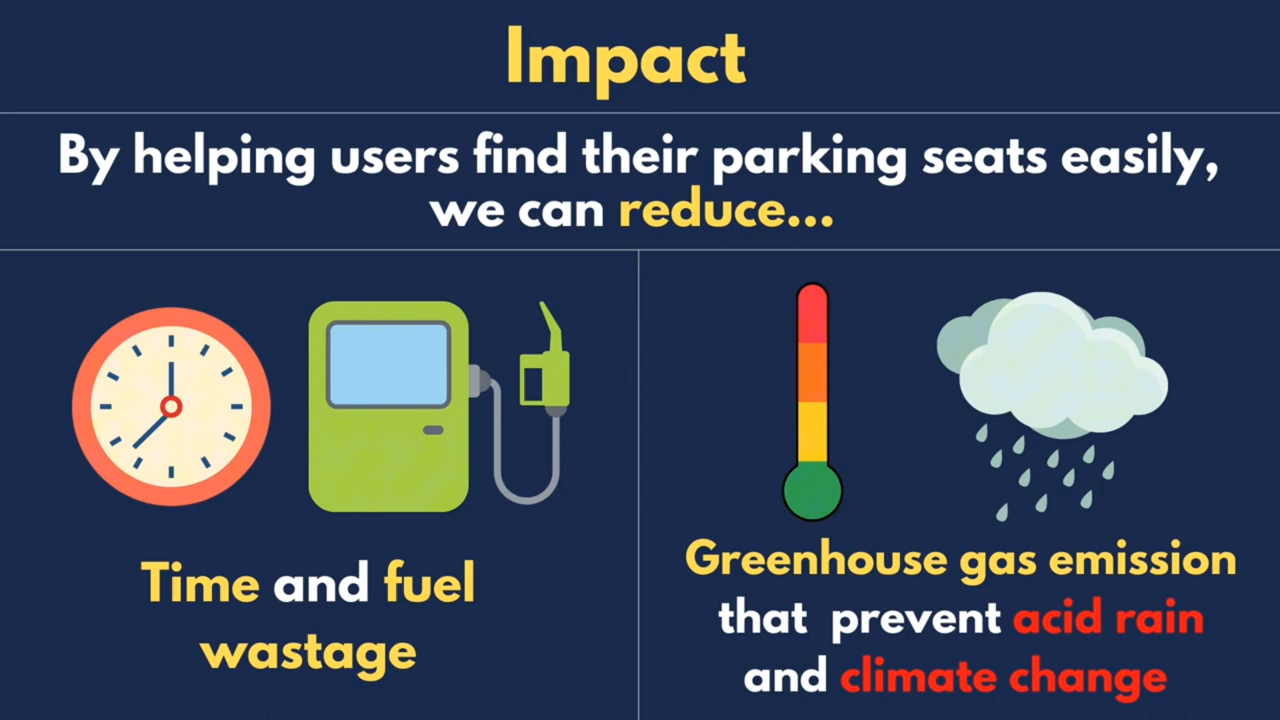 Impact
By helping users find their parking seats easily,
we can reduce...
Time and fuel
wastage
Greenhouse gas emission
that prevent acid rain
and climate change